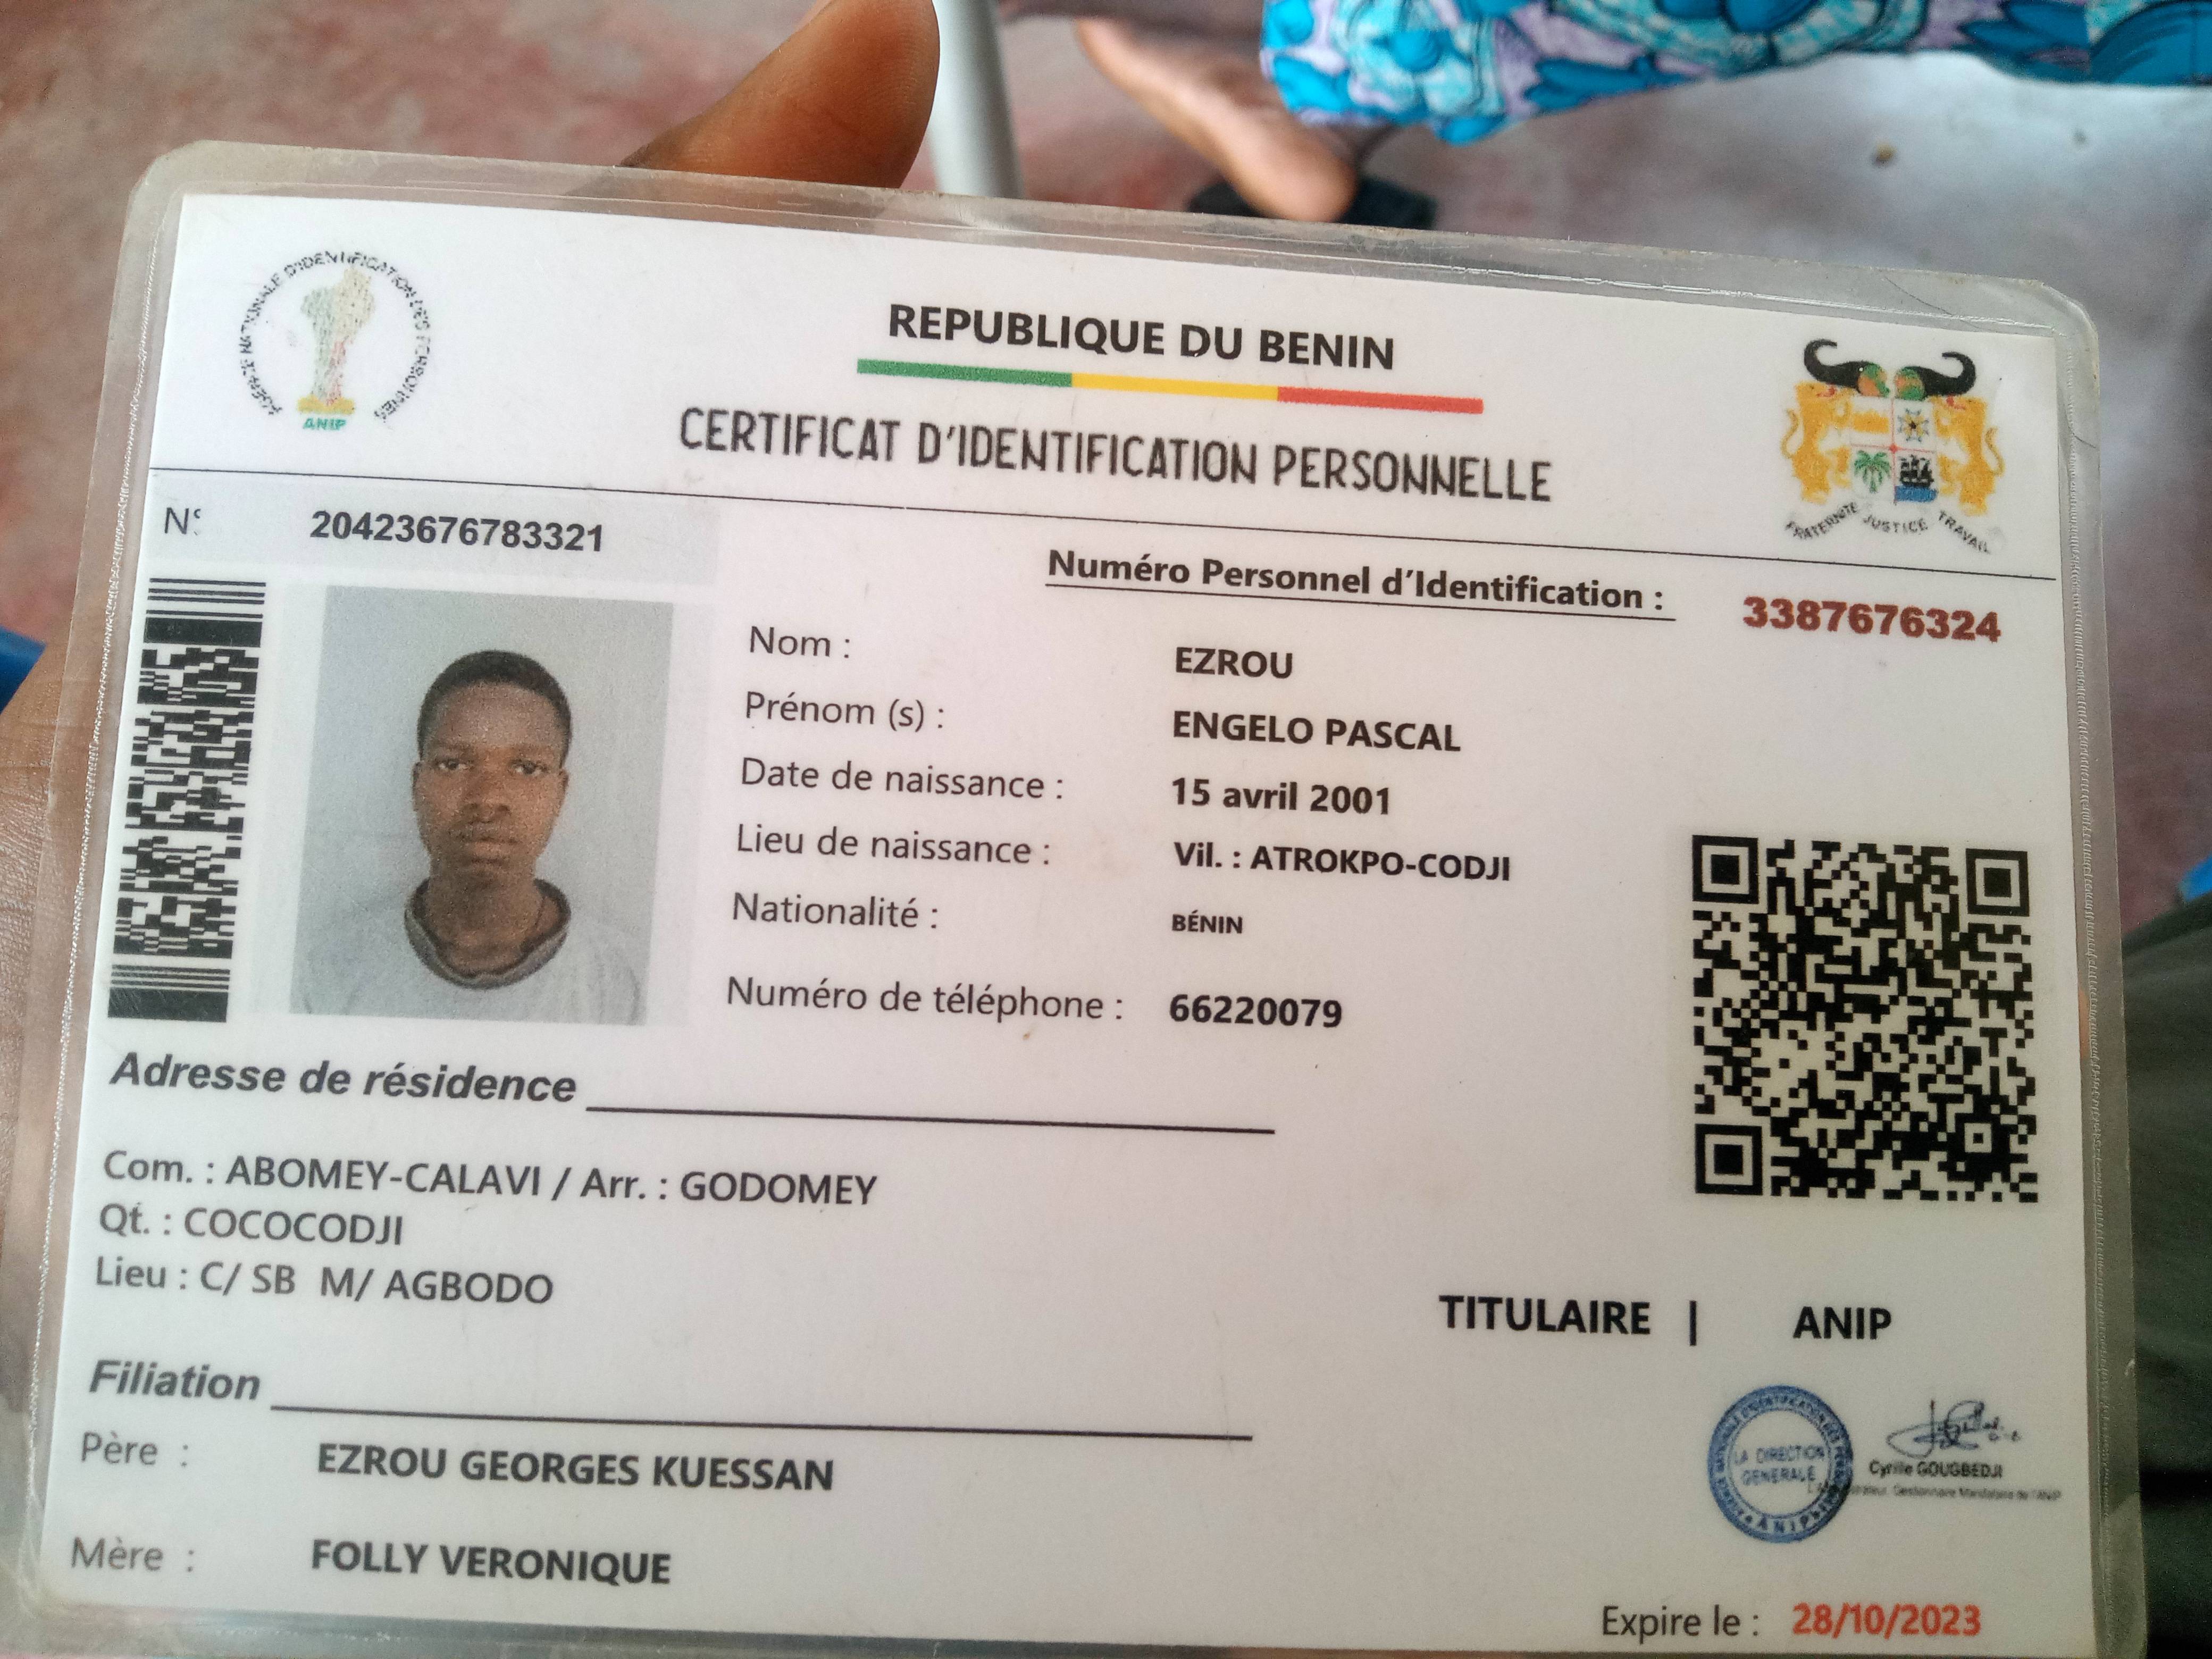 AGENCE NATIONALE D'IDENTIFICATION DES PERSONNES
ANIP
REPUBLIQUE DU BENIN
CERTIFICAT D'IDENTIFICATION PERSONNELLE
FRATERNITE JUSTICE TRAVAIL
N° 20423676783321
Numéro Personnel d'Identification : 3387676324
Nom : EZROU
Prénom (s) : ENGELO PASCAL
Date de naissance : 15 avril 2001
Lieu de naissance : Vil. : ATROKPO-CODJI
Nationalité : BÉNIN
Numéro de téléphone : 66220079
Adresse de résidence
Com. : ABOMEY-CALAVI / Arr. : GODOMEY
Qt. : COCOCODJI
Lieu : C/ SB M/ AGBODO
TITULAIRE | ANIP
Filiation
Père : EZROU GEORGES KUESSAN
Mère : FOLLY VERONIQUE
LA DIRECTION
GENERALE
ANIP
Cyrille GOUGBEDJI
Gestionnaire Mandataire de l'ANIP
Expire le : 28/10/2023